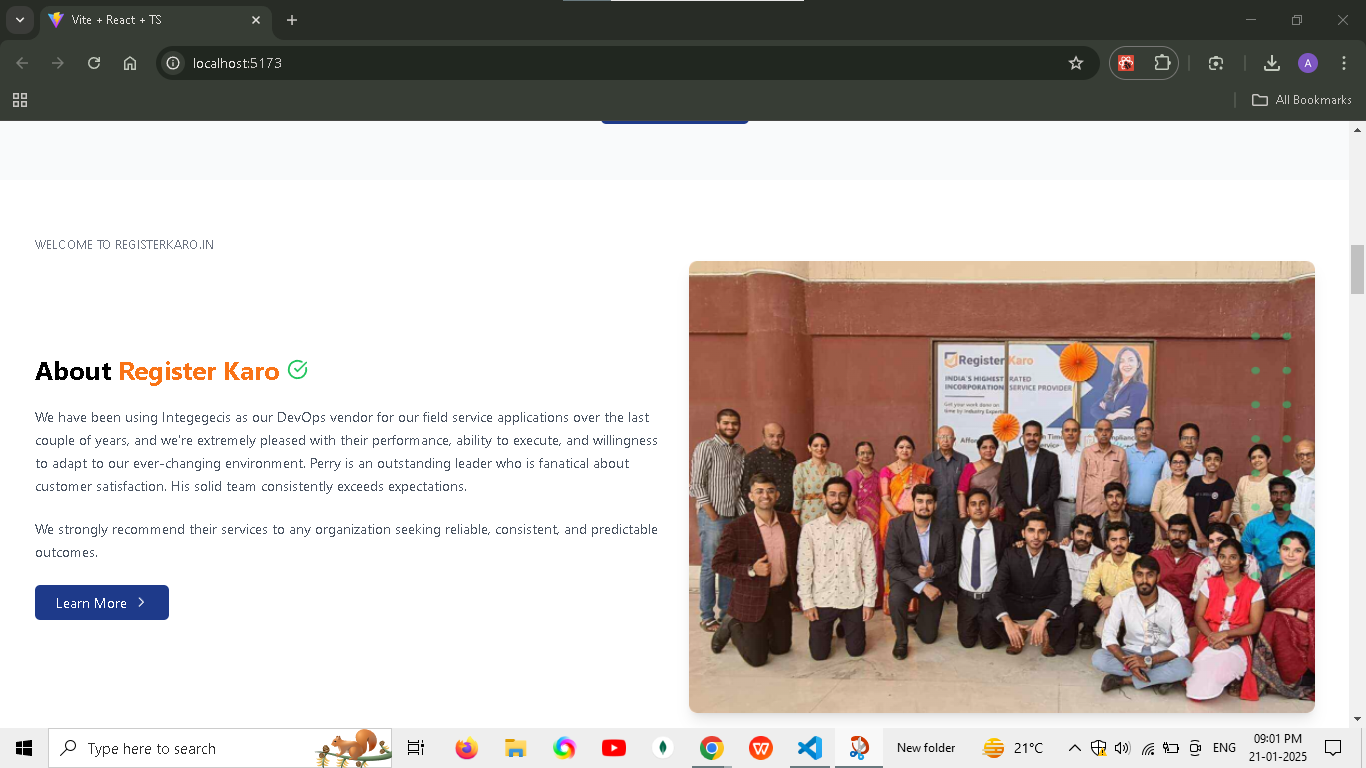 Vite + React + TS
localhost:5173
A
All Bookmarks
WELCOME TO REGISTERKARO.IN
About Register Karo
We have been using Integegecis as our DevOps vendor for our field service applications over the last
couple of years, and we're extremely pleased with their performance, ability to execute, and willingness
to adapt to our ever-changing environment. Perry is an outstanding leader who is fanatical about
customer satisfaction. His solid team consistently exceeds expectations.
We strongly recommend their services to any organization seeking reliable, consistent, and predictable
outcomes.
Learn More
Register Karo
INDIA'S HIGHEST RATED
INCORPORATION SERVICE PROVIDER
Get your work done on
time by Industry Experts
Type here to search
New folder
21°C
ENG
09:01 PM
21-01-2025